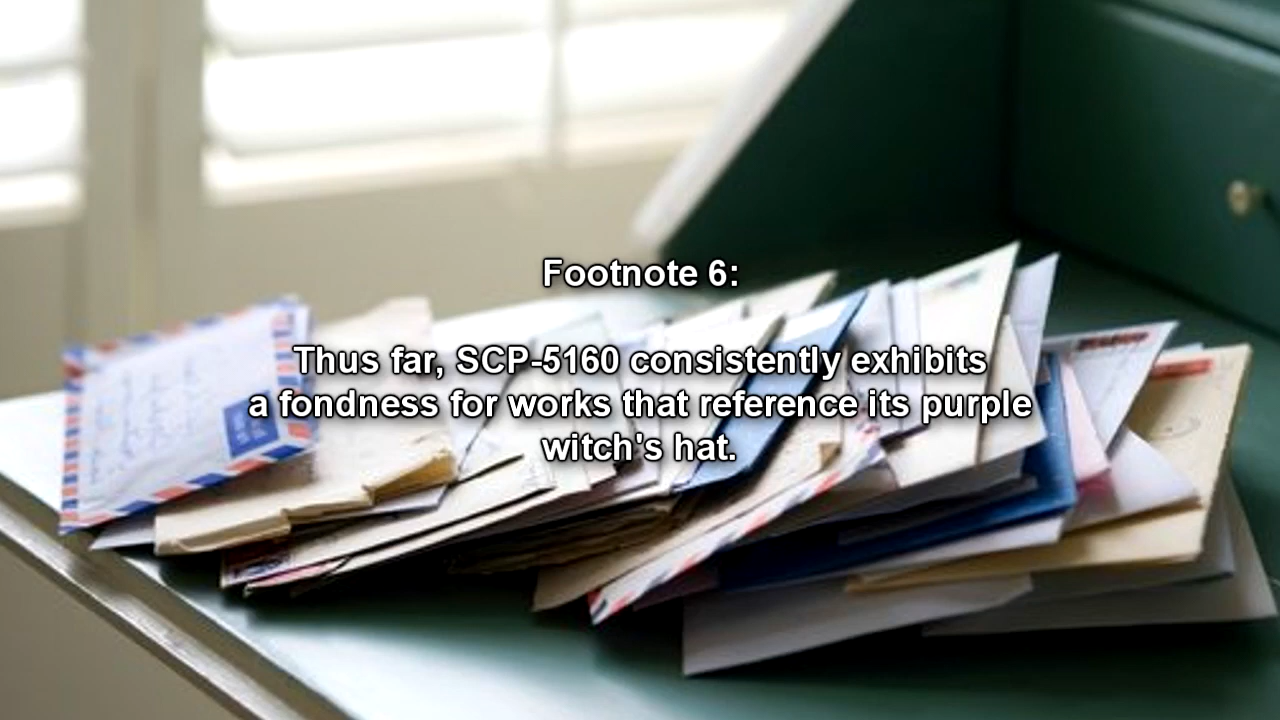 Footnote 6:
Thus far, SCP-5160 consistently exhibits
a fondness for works that reference its purple
witch's hat.